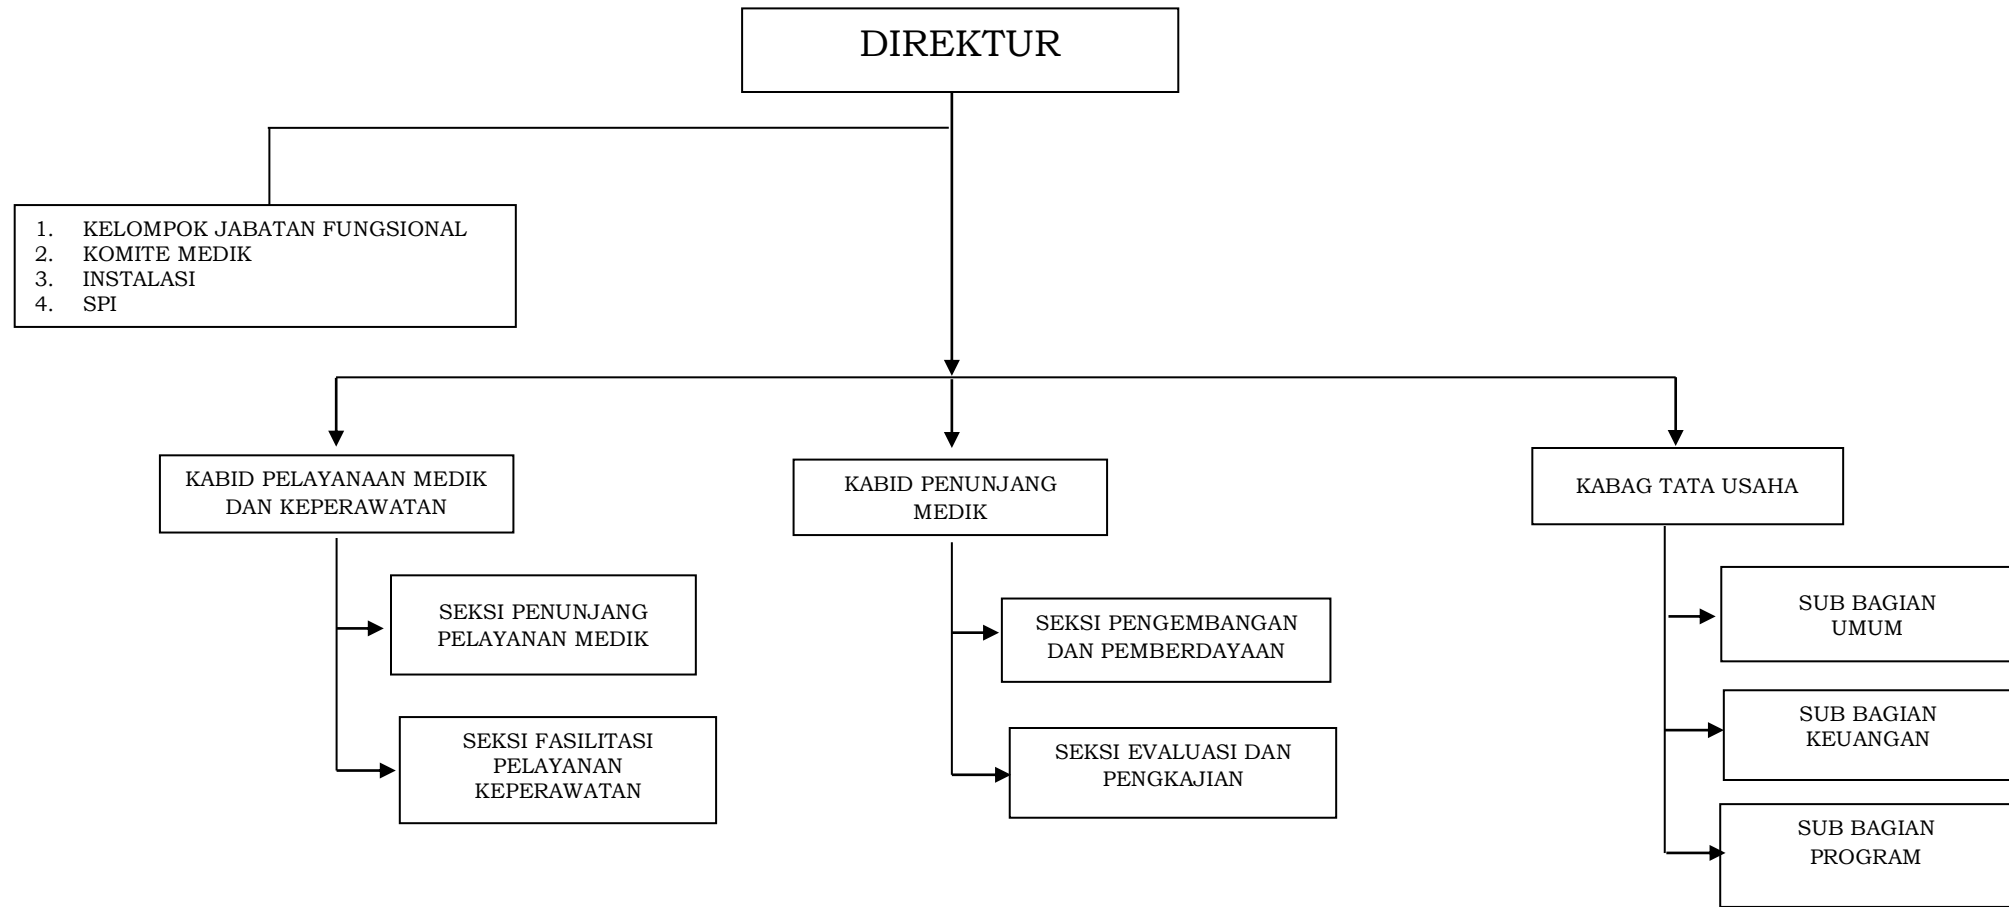 DIREKTUR
1. KELOMPOK JABATAN FUNGSIONAL
2. KOMITE MEDIK
3. INSTALASI
4. SPI
KABID PELAYANAAN MEDIK
DAN KEPERAWATAN
KABID PENUNJANG
MEDIK
KABAG TATA USAHA
SEKSI PENUNJANG
PELAYANAN MEDIK
SEKSI FASILITASI
PELAYANAN
KEPERAWATAN
SEKSI PENGEMBANGAN
DAN PEMBERDAYAAN
SEKSI EVALUASI DAN
PENGKAJIAN
SUB BAGIAN
UMUM
SUB BAGIAN
KEUANGAN
SUB BAGIAN
PROGRAM